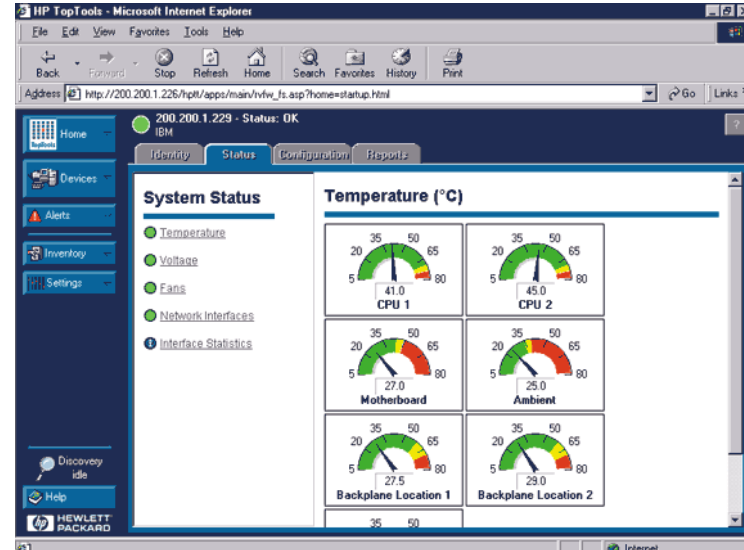 HP TopTools - Microsoft Internet Explorer
File Edit View Favorites Tools Help
Back Forward Stop Refresh Home Search Favorites History Print
Address http://200.200.1.226/hptt/apps/main/rvfw_fs.asp?home=startup.html Go Links
TopTools Home
200.200.1.229 - Status: OK
IBM
?
Identity Status Configuration Reports
Devices
Alerts
Inventory
Settings
System Status
Temperature
Voltage
Fans
Network Interfaces
Interface Statistics
Temperature (°C)
5 20 35 50 65 80
41.0
CPU 1
5 20 35 50 65 80
45.0
CPU 2
5 20 35 50 65 80
27.0
Motherboard
5 20 35 50 65 80
25.0
Ambient
5 20 35 50 65 80
27.5
Backplane Location 1
5 20 35 50 65 80
29.0
Backplane Location 2
35 50
Discovery
idle
Help
hp HEWLETT
PACKARD
Internet